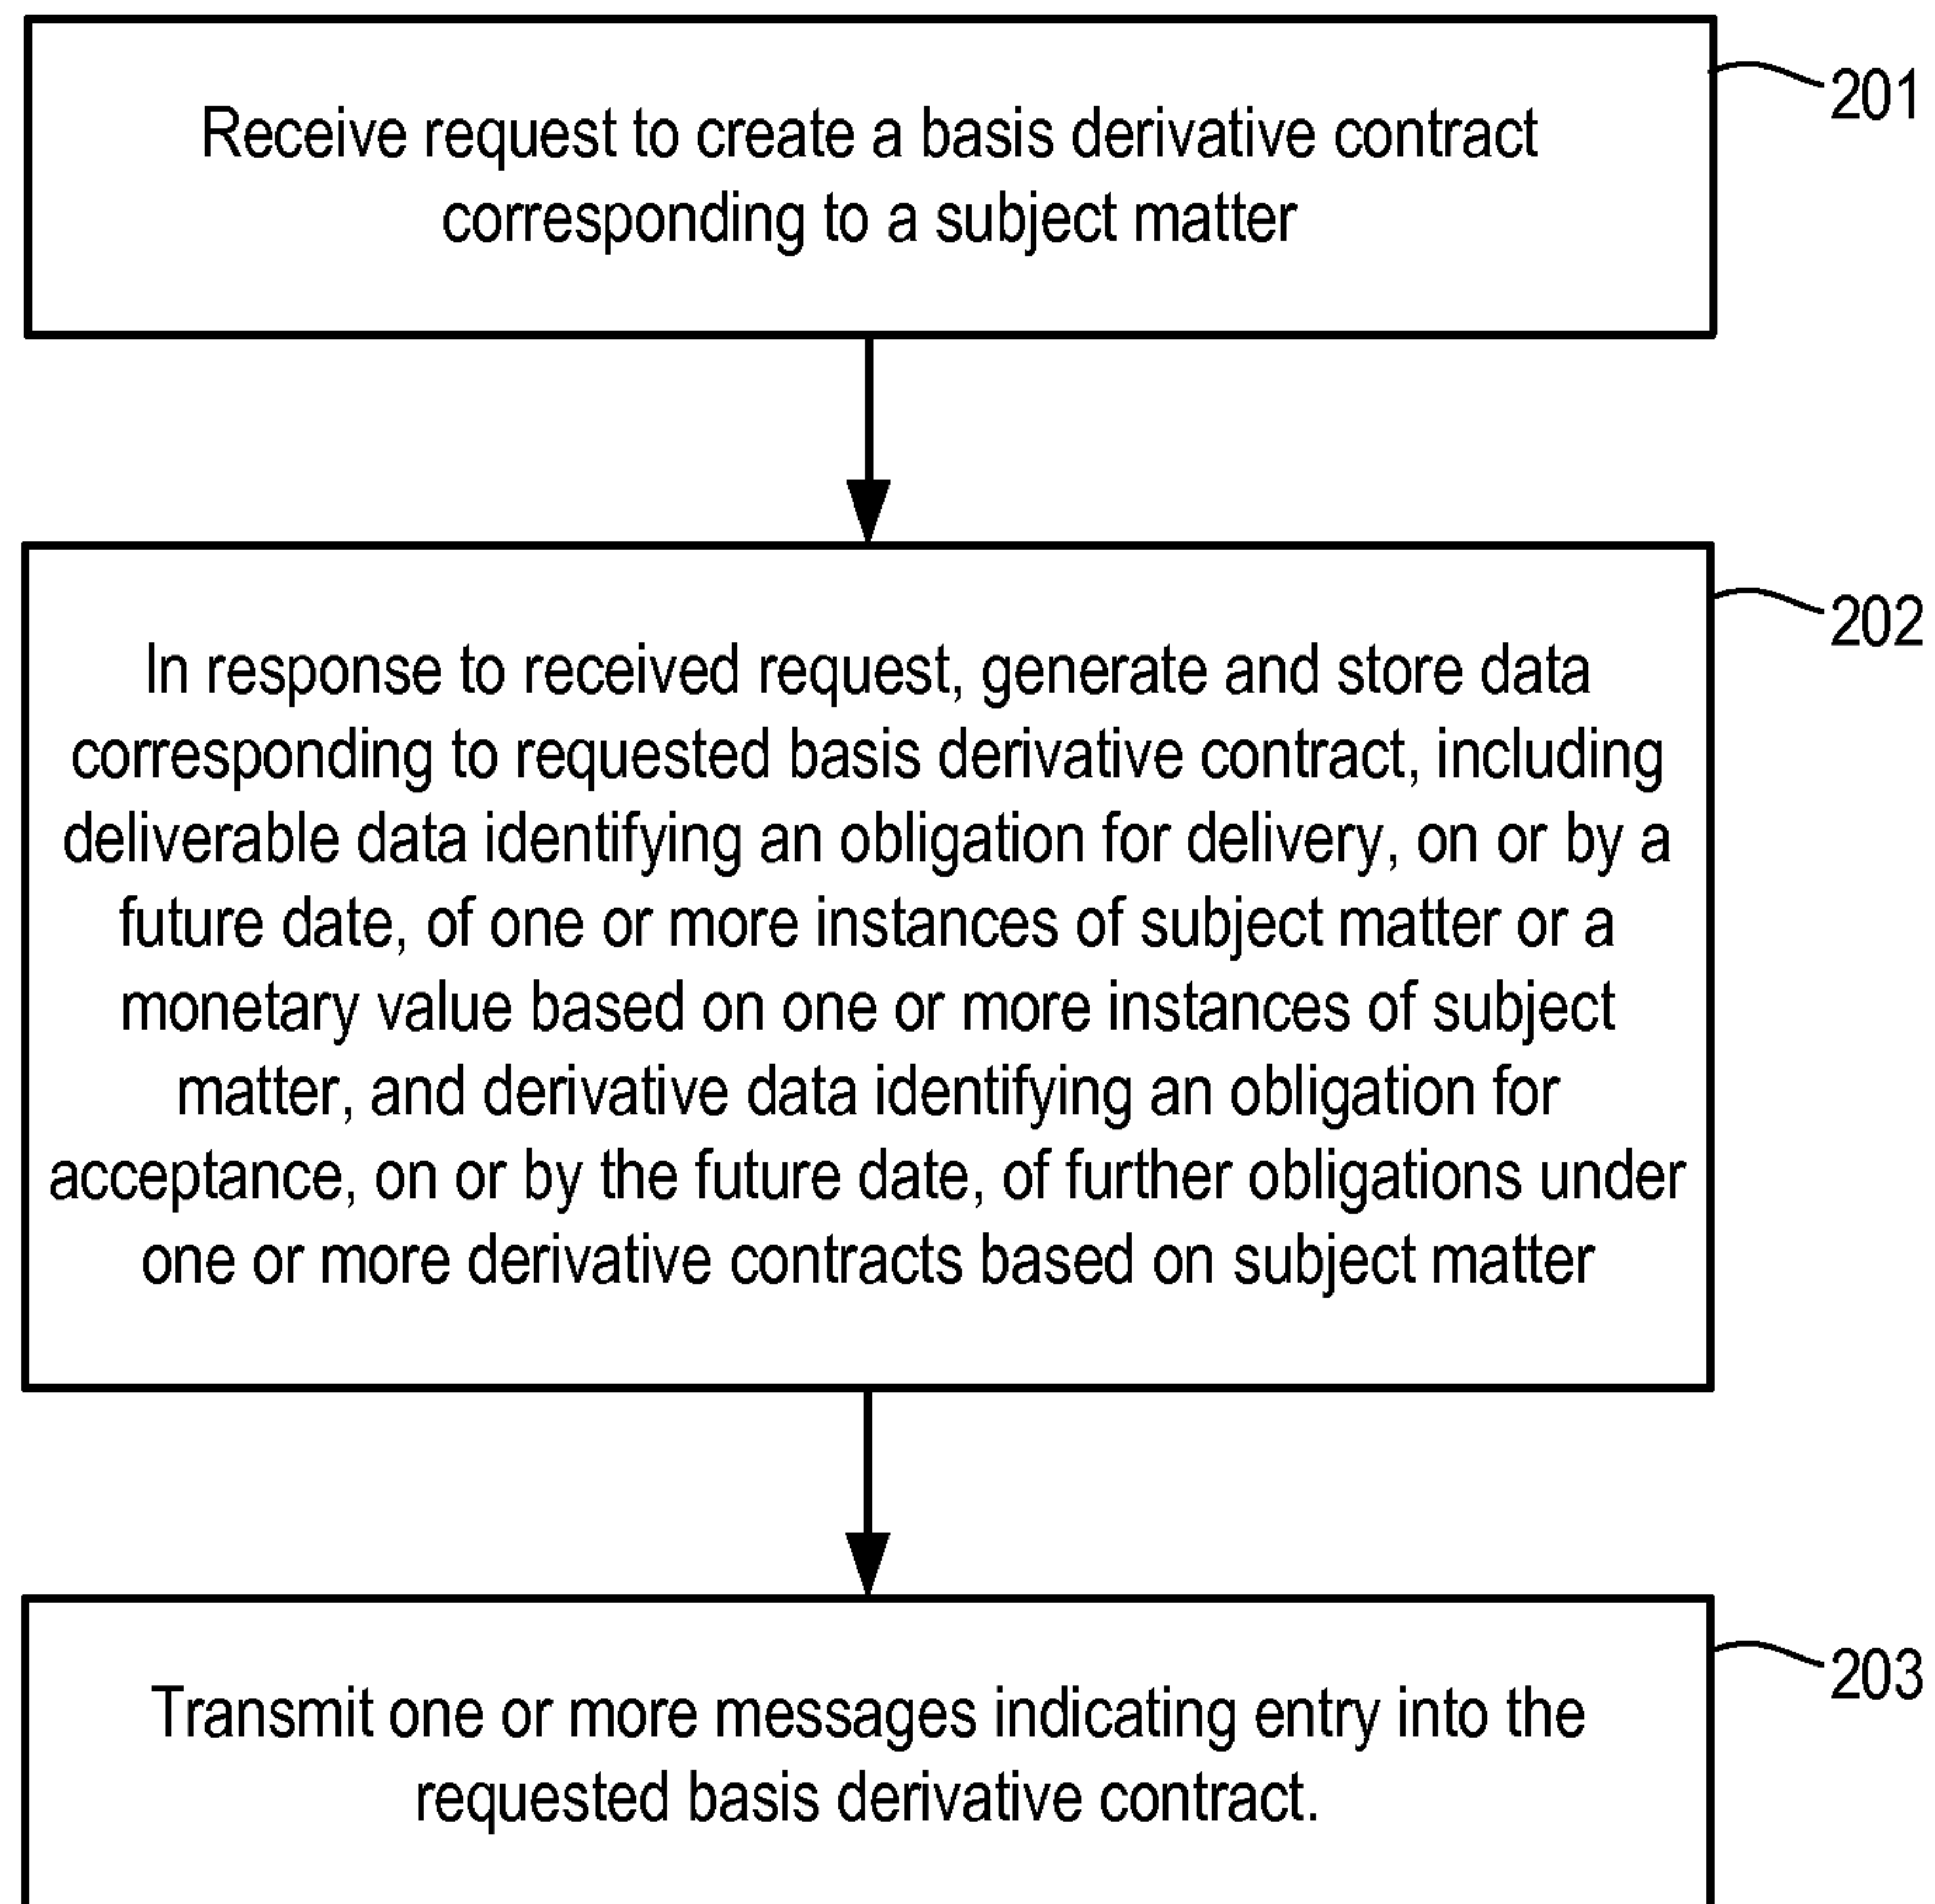 Receive request to create a basis derivative contract
corresponding to a subject matter
201
In response to received request, generate and store data
corresponding to requested basis derivative contract, including
deliverable data identifying an obligation for delivery, on or by a
future date, of one or more instances of subject matter or a
monetary value based on one or more instances of subject
matter, and derivative data identifying an obligation for
acceptance, on or by the future date, of further obligations under
one or more derivative contracts based on subject matter
202
Transmit one or more messages indicating entry into the
requested basis derivative contract.
203